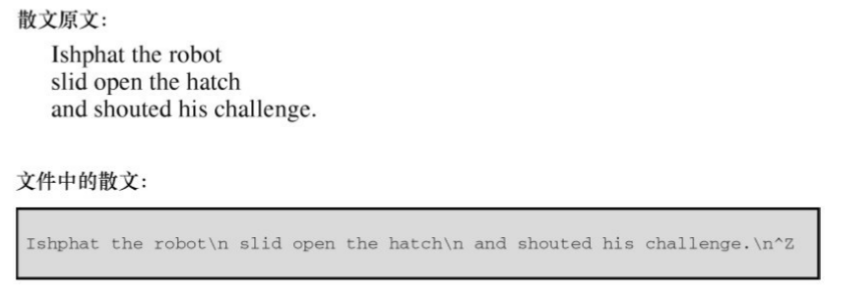 散文原文：
Ishphat the robot
slid open the hatch
and shouted his challenge.
文件中的散文：
Ishphat the robot\n slid open the hatch\n and shouted his challenge.\n^Z